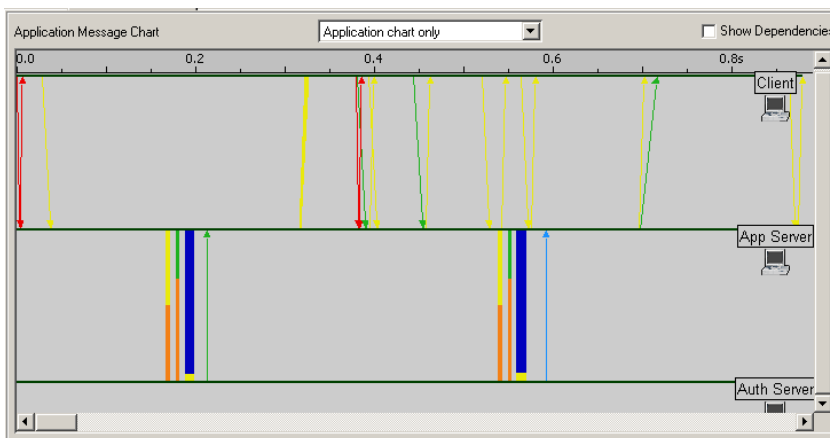 Application Message Chart Application chart only Show Dependencies
0.0 0.2 0.4 0.6 0.8s
Client
App Server
Auth Server